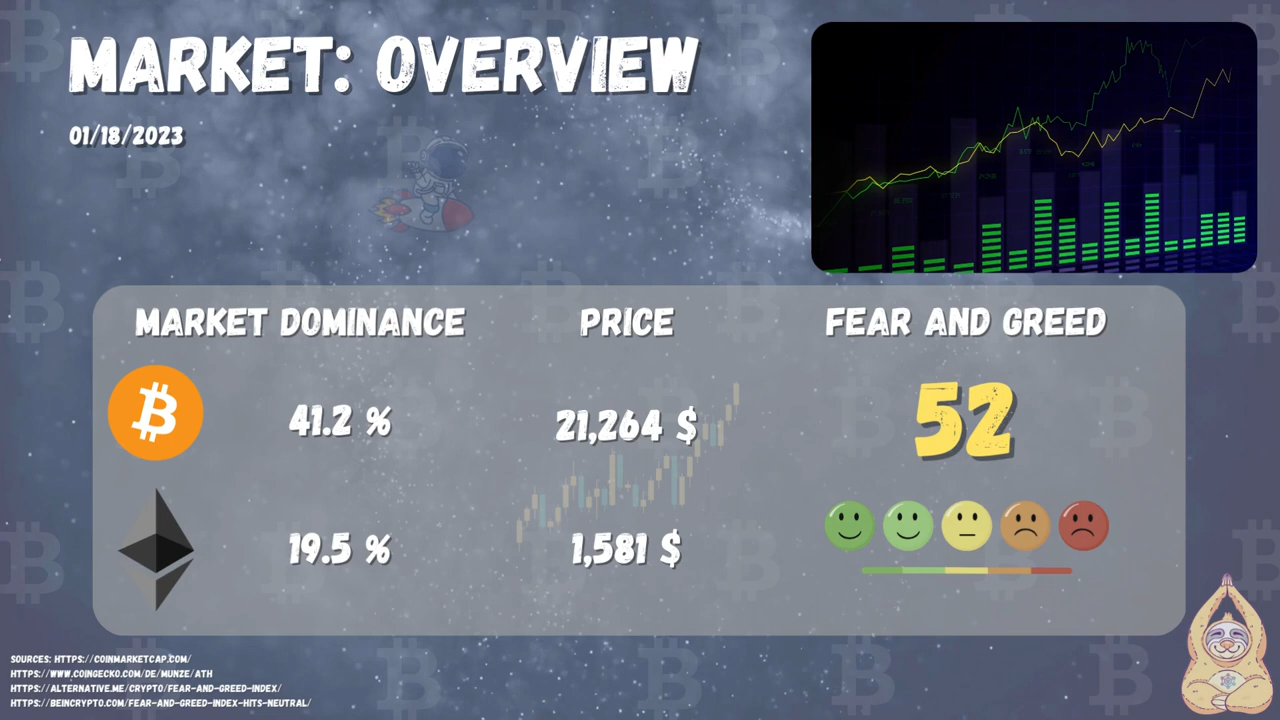 MARKET: OVERVIEW
01/18/2023
MARKET DOMINANCE
PRICE
FEAR AND GREED
41.2 %
21,264 $
52
19.5 %
1,581 $
SOURCES: HTTPS://COINMARKETCAP.COM/
HTTPS://WWW.COINGECKO.COM/DE/MUNZE/ATH
HTTPS://ALTERNATIVE.ME/CRYPTO/FEAR-AND-GREED-INDEX/
HTTPS://BEINCRYPTO.COM/FEAR-AND-GREED-INDEX-HITS-NEUTRAL/